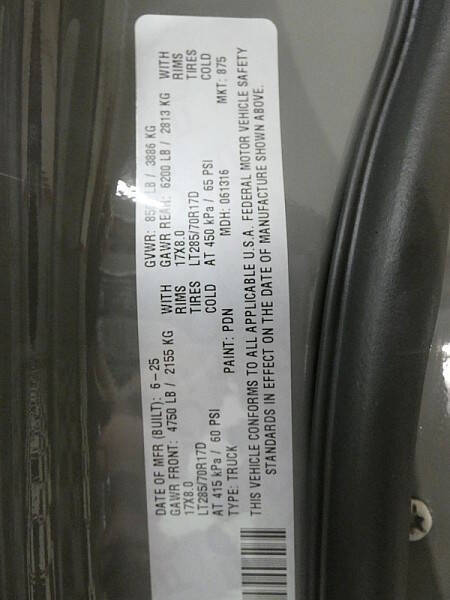 DATE OF MFR (BUILT): 6-25 GVWR: LB / 3886 KG
GAWR FRONT: 4750 LB / 2155 KG WITH GAWR REAR: 6200 LB / 2813 KG WITH
17X8.0 RIMS 17X8.0 RIMS
LT285/70R17D TIRES LT285/70R17D TIRES
AT 415 kPa / 60 PSI COLD AT 450 kPa / 65 PSI COLD
TYPE: TRUCK PAINT: PDN MDH: 061316 MKT: 875
THIS VEHICLE CONFORMS TO ALL APPLICABLE U.S.A. FEDERAL MOTOR VEHICLE SAFETY
STANDARDS IN EFFECT ON THE DATE OF MANUFACTURE SHOWN ABOVE.